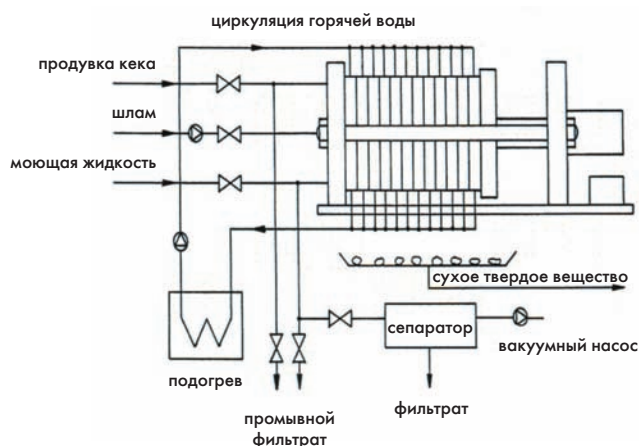 циркуляция горячей воды
продувка кека
шлам
моющая жидкость
сухое твердое вещество
сепаратор
вакуумный насос
подогрев
фильтрат
промывной
фильтрат